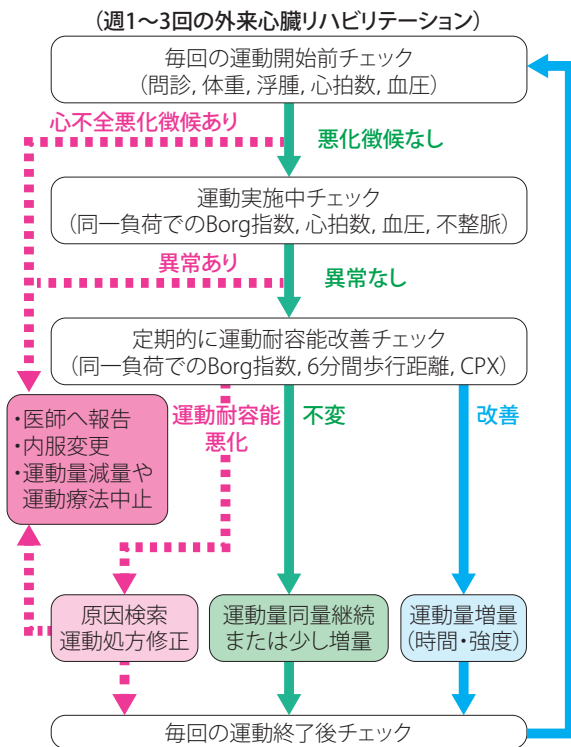 (週1〜3回の外来心臓リハビリテーション)
毎回の運動開始前チェック
(問診, 体重, 浮腫, 心拍数, 血圧)
心不全悪化徴候あり
悪化徴候なし
運動実施中チェック
(同一負荷でのBorg指数, 心拍数, 血圧, 不整脈)
異常あり
異常なし
定期的に運動耐容能改善チェック
(同一負荷でのBorg指数, 6分間歩行距離, CPX)
・医師へ報告
・内服変更
・運動量減量や
運動療法中止
運動耐容能
悪化
不変
改善
原因検索
運動処方修正
運動量同量継続
または少し増量
運動量増量
(時間・強度)
毎回の運動終了後チェック